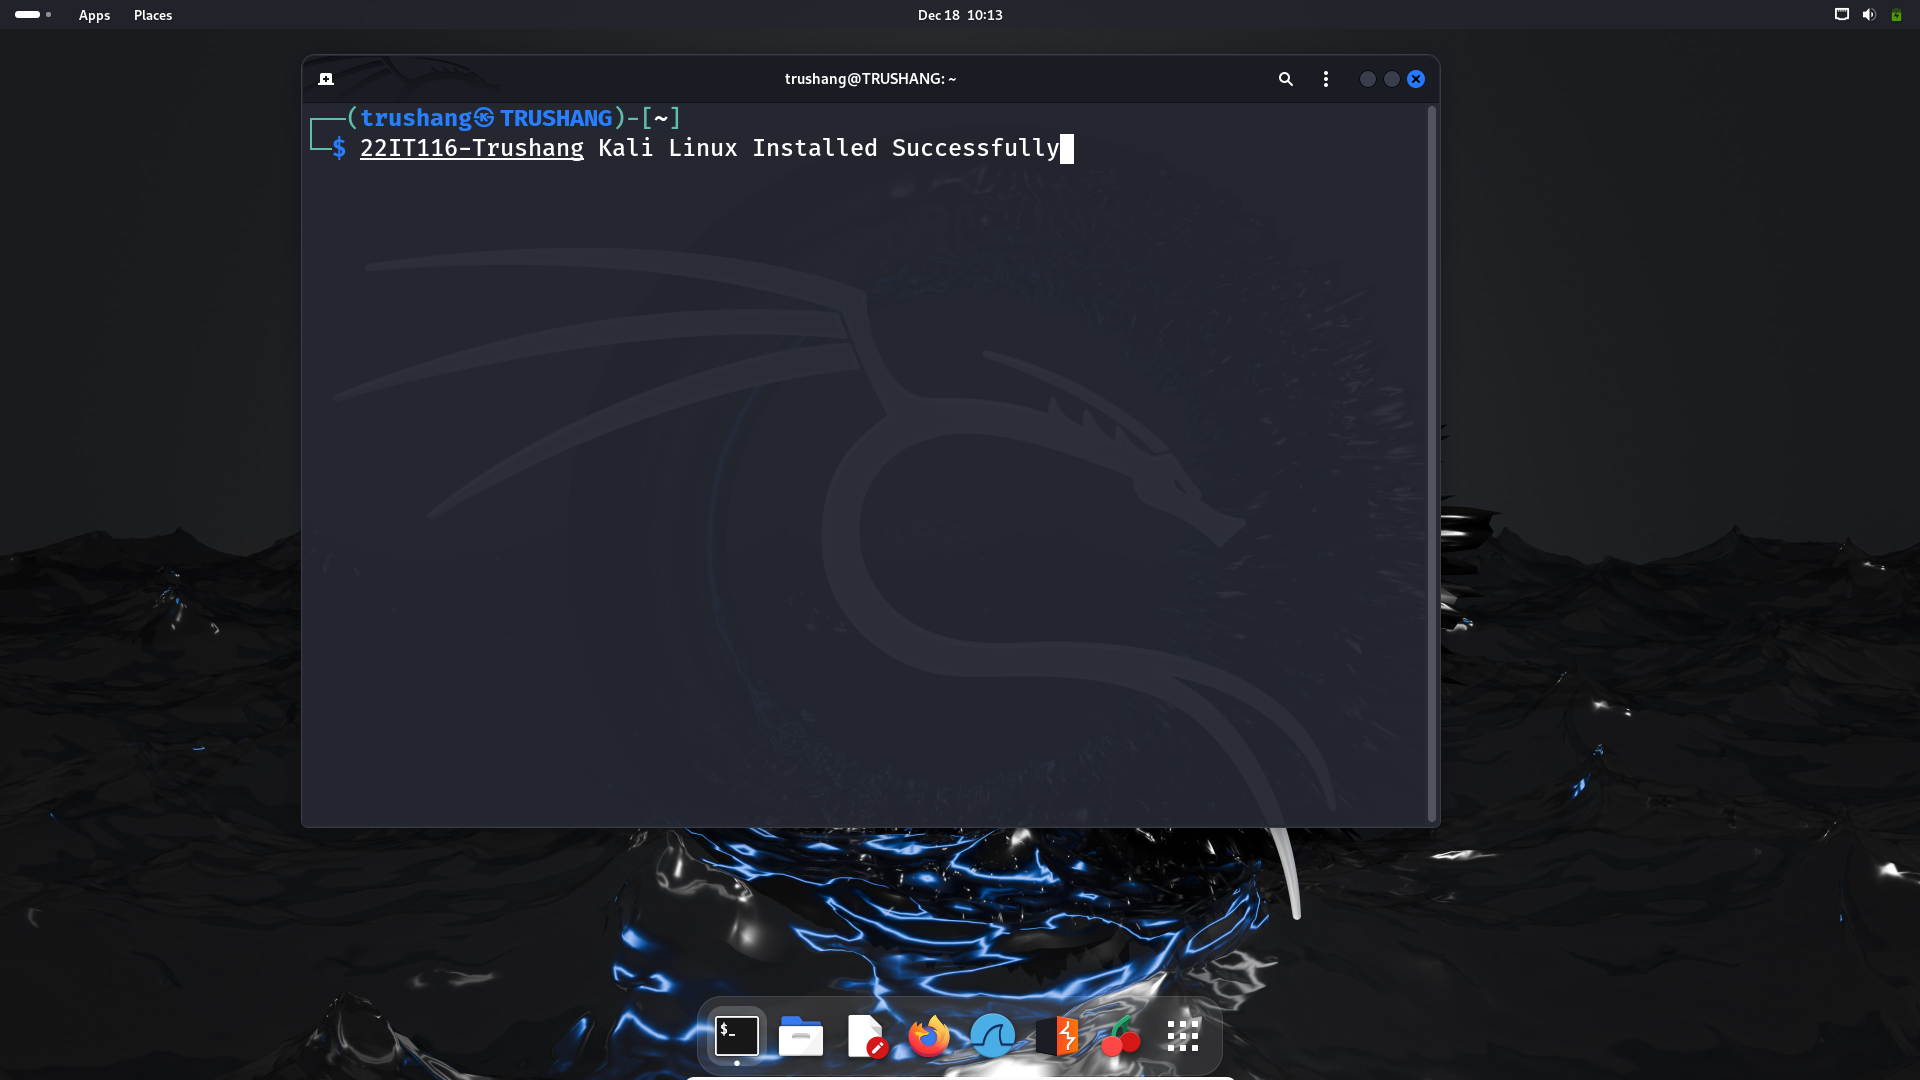 Apps Places Dec 18 10:13
trushang@TRUSHANG: ~
┌──(trushang㉿TRUSHANG)-[~]
└─$ 22IT116-Trushang Kali Linux Installed Successfully
$_